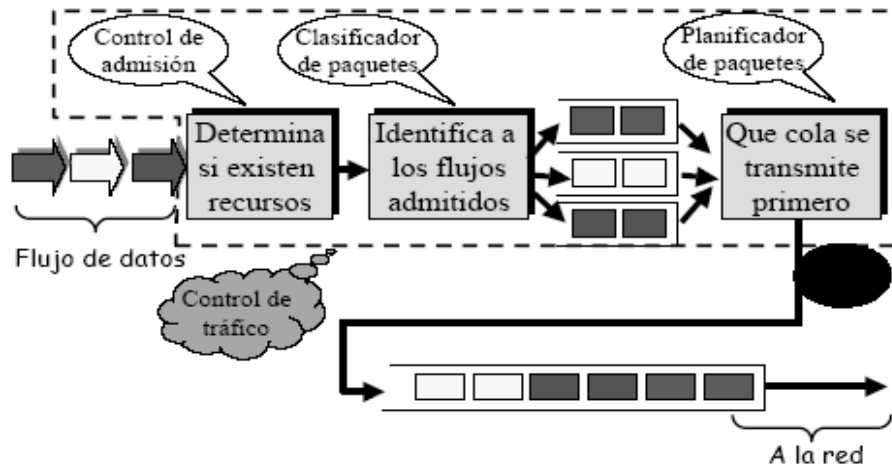 Control de
admisión
Clasificador
de paquetes
Planificador
de paquetes
Determina
si existen
recursos
Identifica a
los flujos
admitidos
Que cola se
transmite
primero
Flujo de datos
Control de
tráfico
A la red